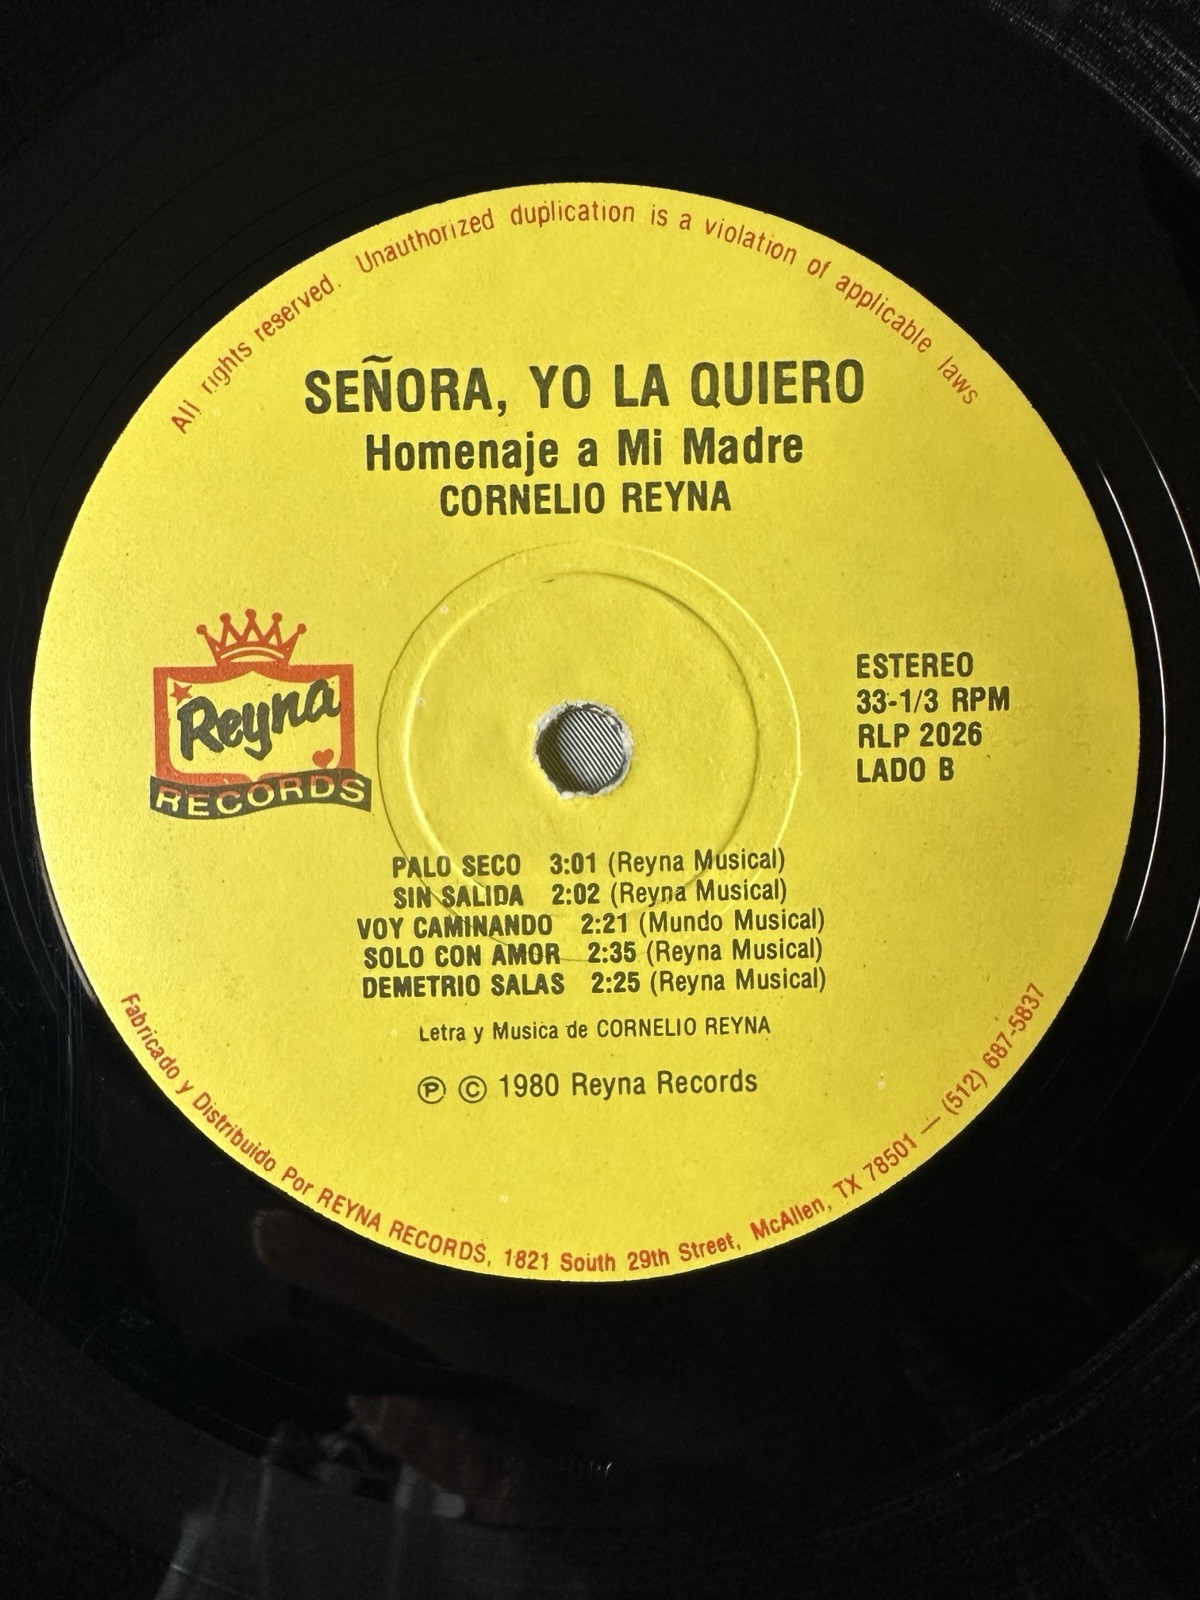 All rights reserved. Unauthorized duplication is a violation of applicable laws
SEÑORA, YO LA QUIERO
Homenaje a Mi Madre
CORNELIO REYNA
Reyna
RECORDS
ESTEREO
33-1/3 RPM
RLP 2026
LADO B
PALO SECO 3:01 (Reyna Musical)
SIN SALIDA 2:02 (Reyna Musical)
VOY CAMINANDO 2:21 (Mundo Musical)
SOLO CON AMOR 2:35 (Reyna Musical)
DEMETRIO SALAS 2:25 (Reyna Musical)
Letra y Musica de CORNELIO REYNA
Ⓟ © 1980 Reyna Records
Fabricado y Distribuido Por REYNA RECORDS, 1821 South 29th Street, McAllen, TX 78501 — (512) 687-5837